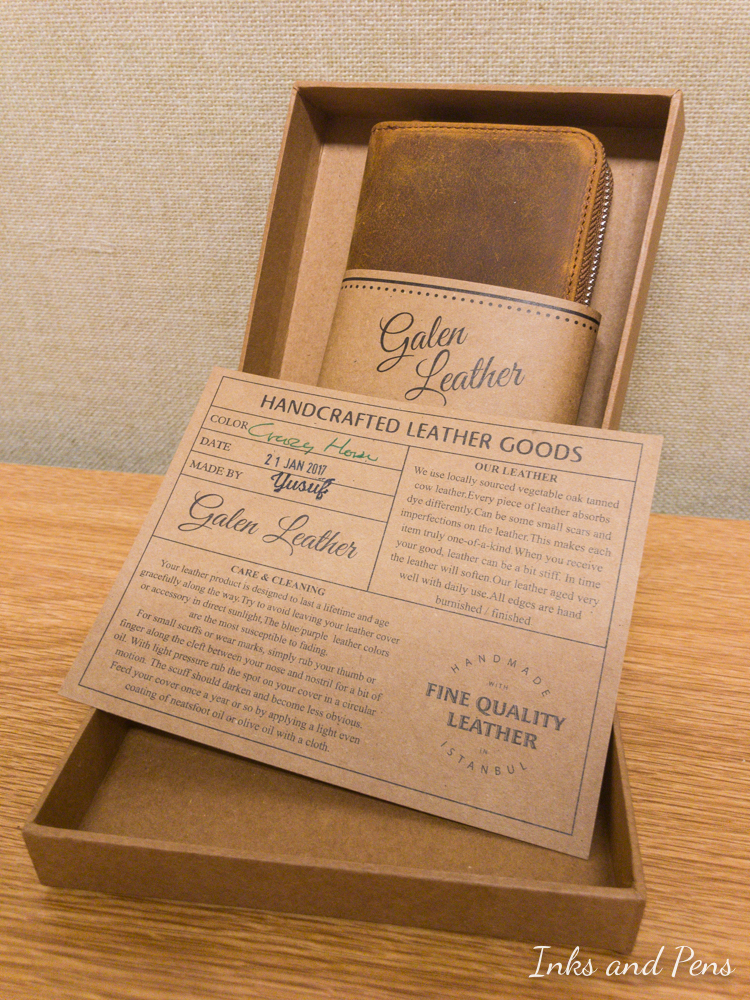 Galen
Leather
HANDCRAFTED LEATHER GOODS
COLOR Crazy Horse
DATE 21 JAN 2017
MADE BY Yusuf
Galen Leather
OUR LEATHER
We use locally sourced vegetable oak tanned
cow leather.Every piece of leather absorbs
dye differently.Can be some small scars and
imperfections on the leather.This makes each
item truly one-of-a-kind.When you receive
your good, leather can be a bit stiff. In time
the leather will soften.Our leather aged very
well with daily use.All edges are hand
burnished / finished
CARE & CLEANING
Your leather product is designed to last a lifetime and age
gracefully along the way.Try to avoid leaving your leather cover
or accessory in direct sunlight.The blue/purple leather colors
are the most susceptible to fading.
For small scuffs or wear marks, simply rub your thumb or
finger along the cleft between your nose and nostril for a bit of
oil. With light pressure rub the spot on your cover in a circular
motion. The scuff should darken and become less obvious.
Feed your cover once a year or so by applying a light even
coating of neatsfoot oil or olive oil with a cloth.
HANDMADE
WITH
FINE QUALITY
LEATHER
IN
ISTANBUL
Inks and Pens